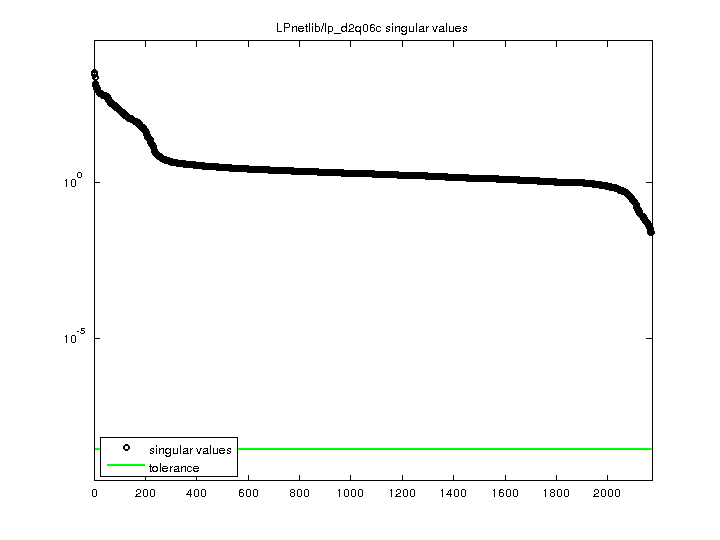 LPnetlib/lp_d2q06c singular values
10^0
10^-5
singular values
tolerance
0 200 400 600 800 1000 1200 1400 1600 1800 2000